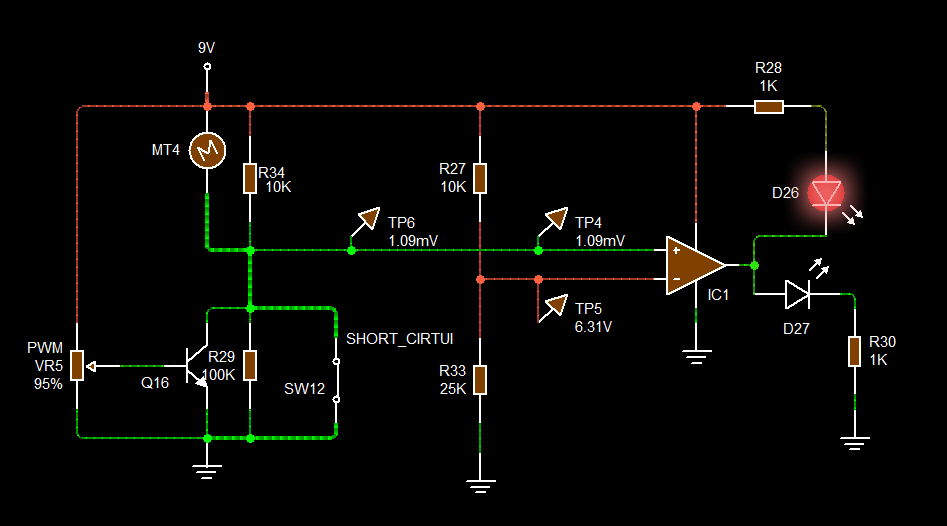 9V
R28
1K
MT4
R34
10K
R27
10K
D26
TP6
1.09mV
TP4
1.09mV
+
−
IC1
TP5
6.31V
D27
SHORT_CIRTUI
PWM
VR5
95%
Q16
R29
100K
SW12
R33
25K
R30
1K